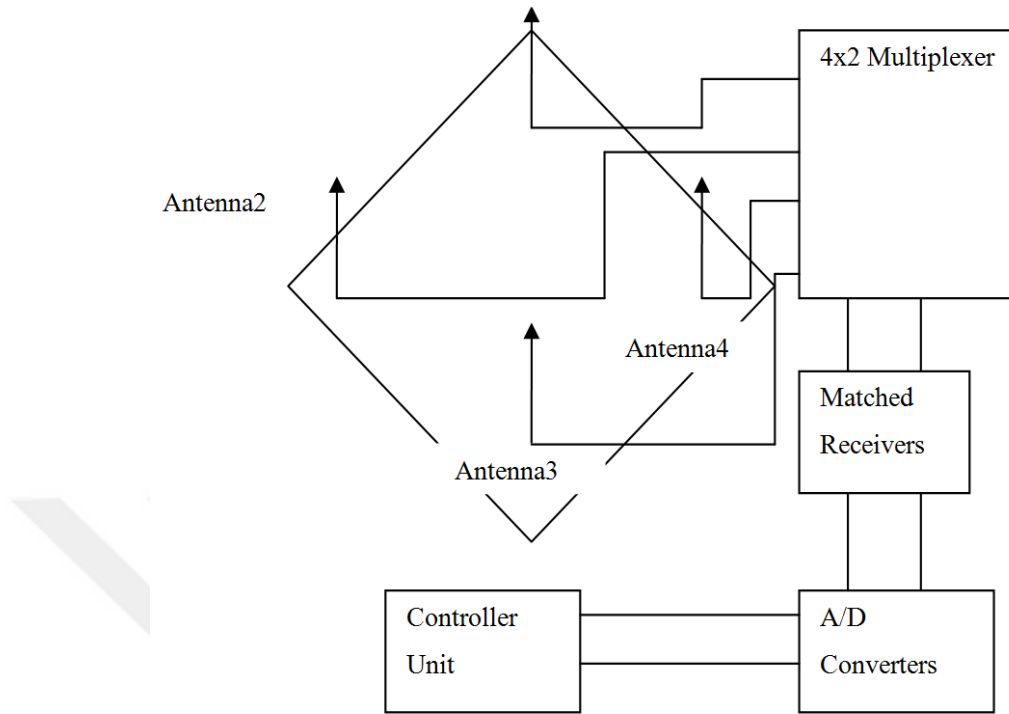 4x2 Multiplexer
Antenna2
Antenna4
Matched
Receivers
Antenna3
Controller
Unit
A/D
Converters